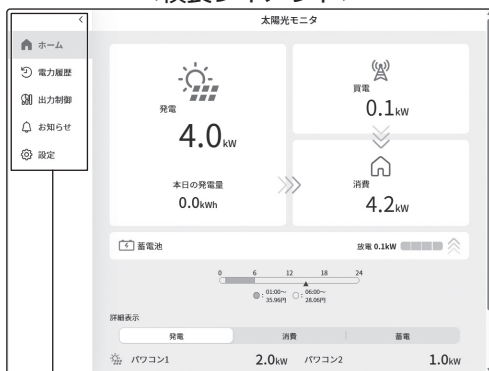 <
太陽光モニタ
ホーム
電力履歴
出力制御
お知らせ
設定
発電
4.0kW
本日の発電量
0.0kWh
買電
0.1kW
消費
4.2kW
蓄電池
放電 0.1kW
0 6 12 18 24
: 01:00~ 35.96円
: 06:00~ 28.06円
詳細表示
発電 消費 蓄電
パワコン1 2.0kW パワコン2 1.0kW